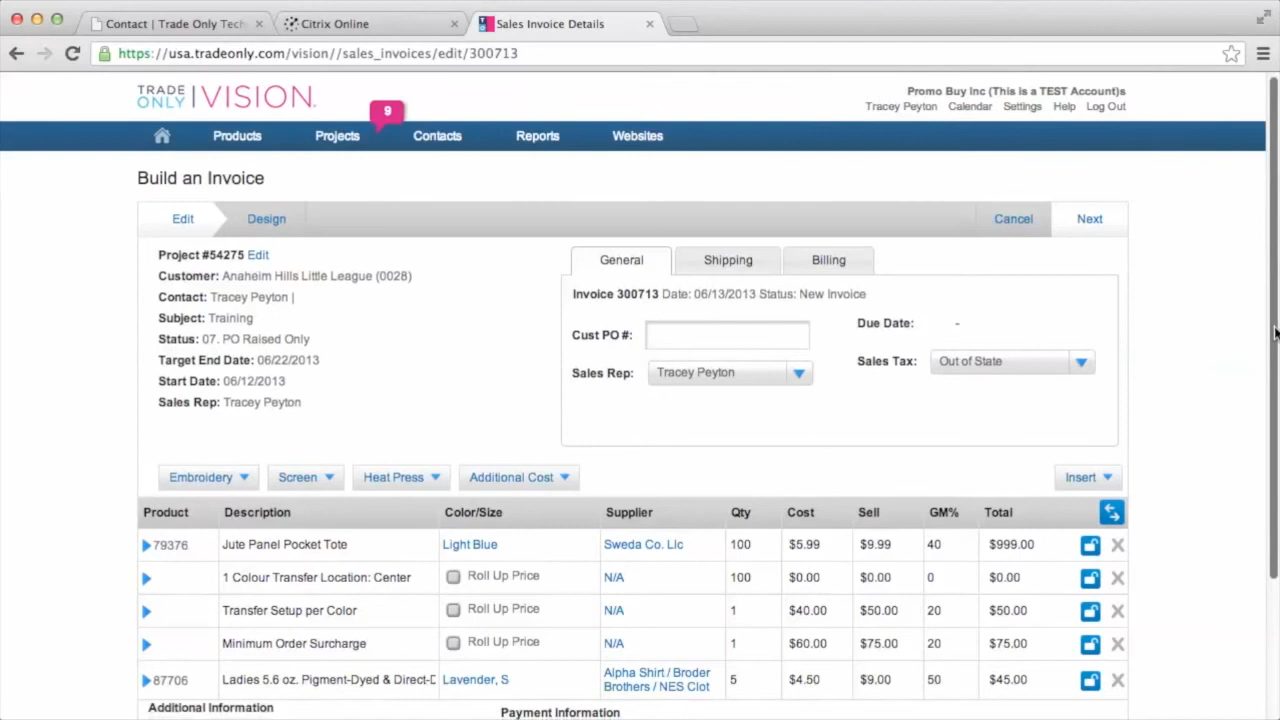 Contact | Trade Only Tech
Citrix Online
Sales Invoice Details
https://usa.tradeonly.com/vision//sales_invoices/edit/300713
TRADE ONLY | VISION.
Promo Buy Inc (This is a TEST Account)s
Tracey Peyton Calendar Settings Help Log Out
9
Products Projects Contacts Reports Websites
Build an Invoice
Edit Design Cancel Next
Project #54275 Edit
Customer: Anaheim Hills Little League (0028)
Contact: Tracey Peyton |
Subject: Training
Status: 07. PO Raised Only
Target End Date: 06/22/2013
Start Date: 06/12/2013
Sales Rep: Tracey Peyton
General Shipping Billing
Invoice 300713 Date: 06/13/2013 Status: New Invoice
Cust PO #:
Due Date: -
Sales Rep: Tracey Peyton
Sales Tax: Out of State
Embroidery Screen Heat Press Additional Cost Insert
Product Description Color/Size Supplier Qty Cost Sell GM% Total
79376 Jute Panel Pocket Tote Light Blue Sweda Co. Llc 100 $5.99 $9.99 40 $999.00
1 Colour Transfer Location: Center Roll Up Price N/A 100 $0.00 $0.00 0 $0.00
Transfer Setup per Color Roll Up Price N/A 1 $40.00 $50.00 20 $50.00
Minimum Order Surcharge Roll Up Price N/A 1 $60.00 $75.00 20 $75.00
87706 Ladies 5.6 oz. Pigment-Dyed & Direct-D Lavender, S Alpha Shirt / Broder Brothers / NES Clot 5 $4.50 $9.00 50 $45.00
Additional Information Payment Information